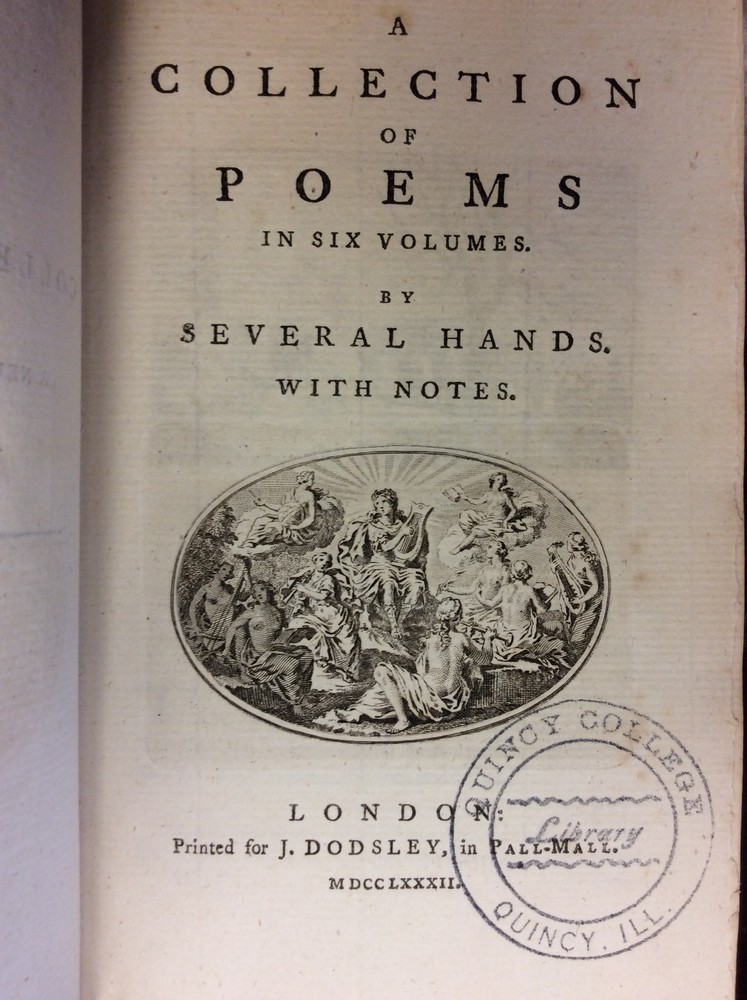 A
COLLECTION
OF
POEMS
IN SIX VOLUMES.
BY
SEVERAL HANDS.
WITH NOTES.
LONDON:
Printed for J. DODSLEY, in PALL-MALL.
MDCCLXXXII.
QUINCY COLLEGE
Library
QUINCY, ILL.